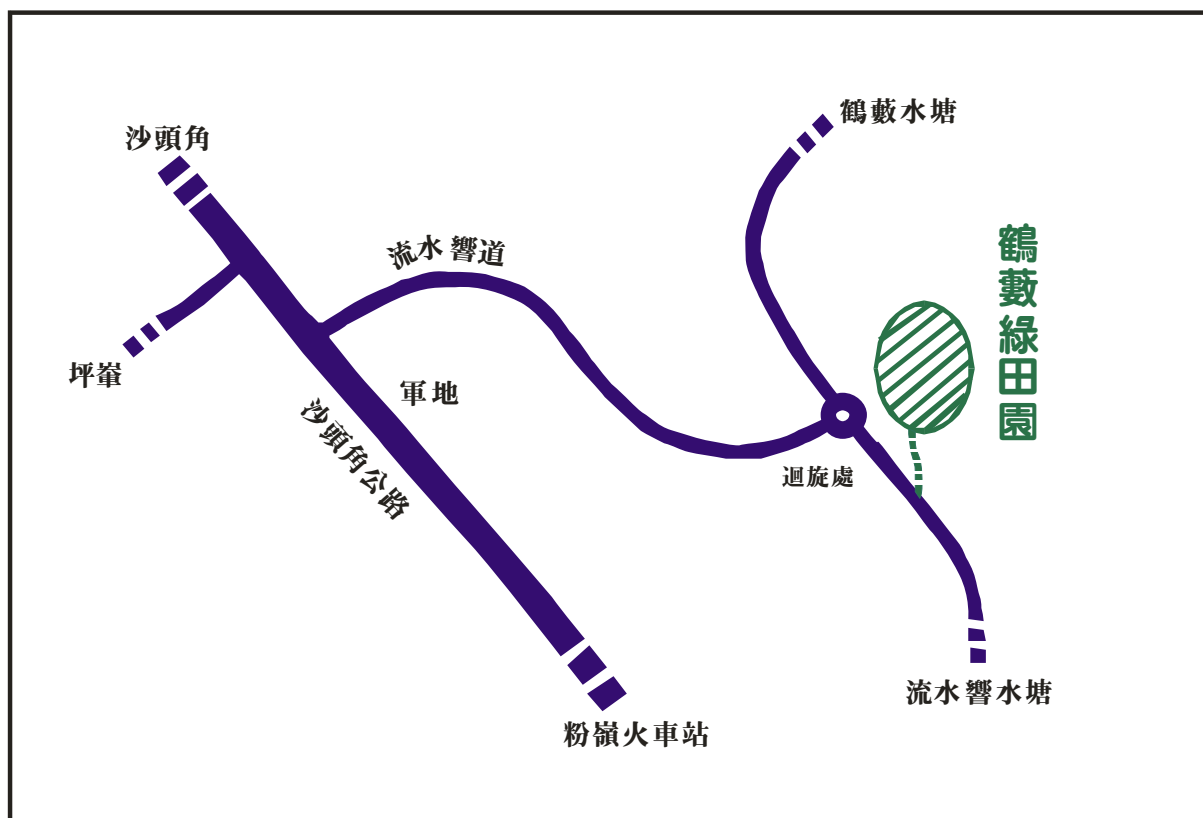 鶴藪水塘
沙頭角
流水響道
鶴藪綠田園
坪輋
軍地
沙頭角公路
迴旋處
流水響水塘
粉嶺火車站